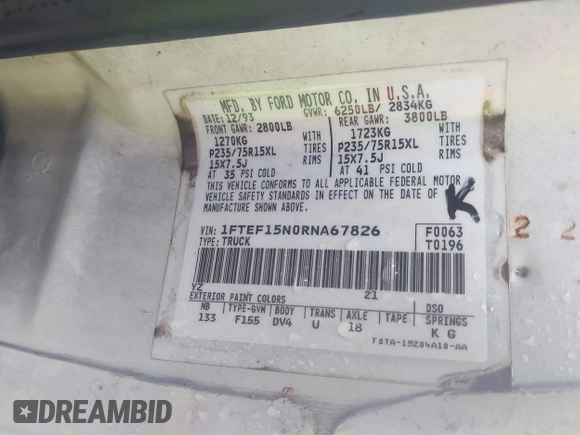 MFD. BY FORD MOTOR CO. IN U.S.A.
DATE: 12/93 GVWR: 6250LB/ 2834KG
FRONT GAWR: 2800LB REAR GAWR: 3800LB
1270KG WITH 1723KG WITH
P235/75R15XL TIRES P235/75R15XL TIRES
15X7.5J RIMS 15X7.5J RIMS
AT 35 PSI COLD AT 41 PSI COLD
THIS VEHICLE CONFORMS TO ALL APPLICABLE FEDERAL MOTOR
VEHICLE SAFETY STANDARDS IN EFFECT ON THE DATE OF
MANUFACTURE SHOWN ABOVE.
K
VIN: 1FTEF15N0RNA67826 F0063
TYPE: TRUCK T0196
2 2
YZ 21
EXTERIOR PAINT COLORS DSO
WB TYPE-GVW BODY TRANS AXLE TAPE SPRINGS
133 F155 DV4 U 18 K G
F0TA-15204A10-AA
DREAMBID